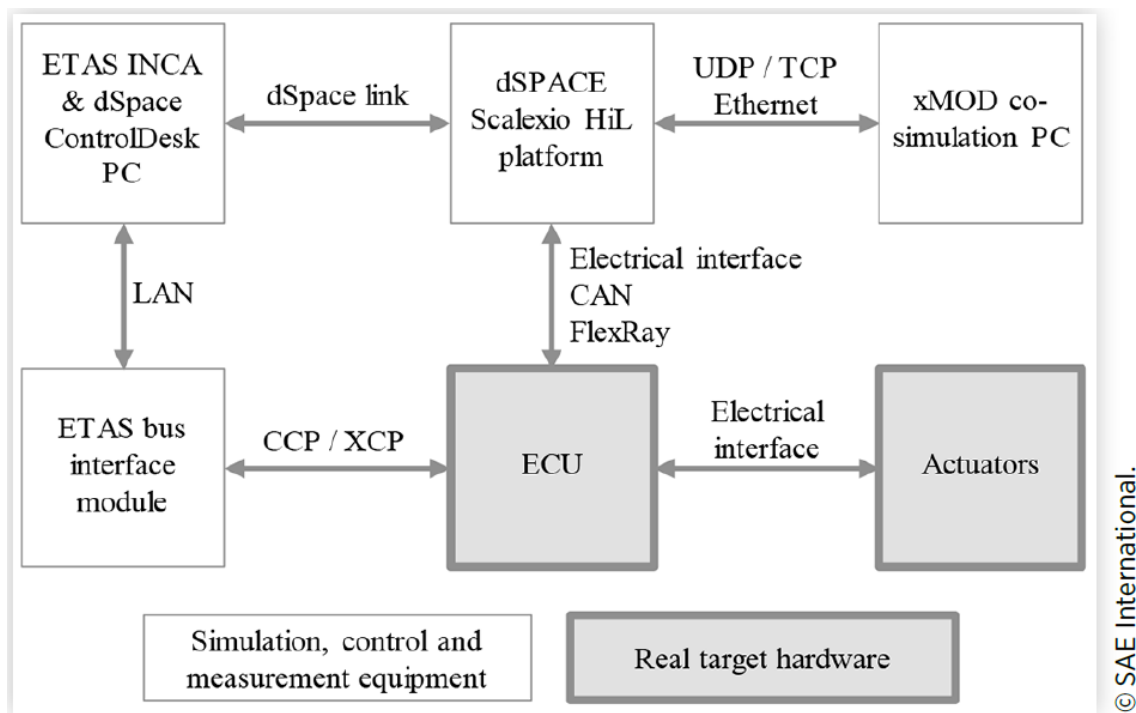 ETAS INCA
& dSpace
ControlDesk
PC
dSpace link
dSPACE
Scalexio HiL
platform
UDP / TCP
Ethernet
xMOD co-
simulation PC
LAN
Electrical interface
CAN
FlexRay
ETAS bus
interface
module
CCP / XCP
ECU
Electrical
interface
Actuators
Simulation, control and
measurement equipment
Real target hardware
© SAE International.